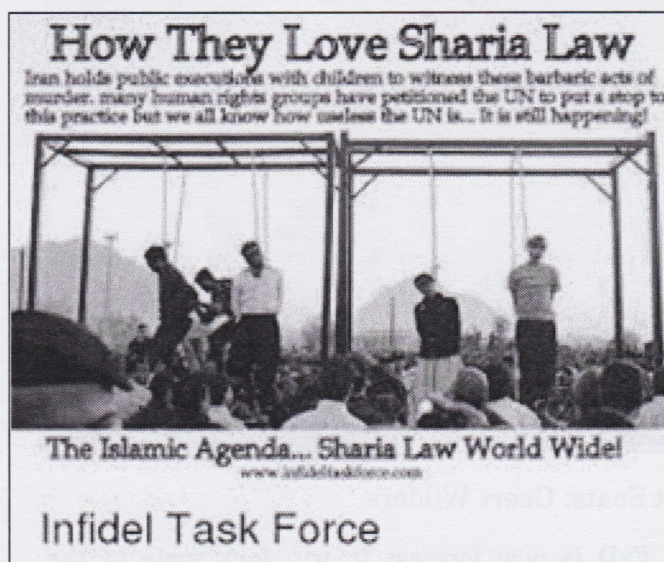 How They Love Sharia Law
Iran holds public executions with children to witness these barbaric acts of
murder. many human rights groups have petitioned the UN to put a stop to
this practice but we all know how useless the UN is... It is still happening!
The Islamic Agenda... Sharia Law World Wide!
www.infideltaskforce.com
Infidel Task Force